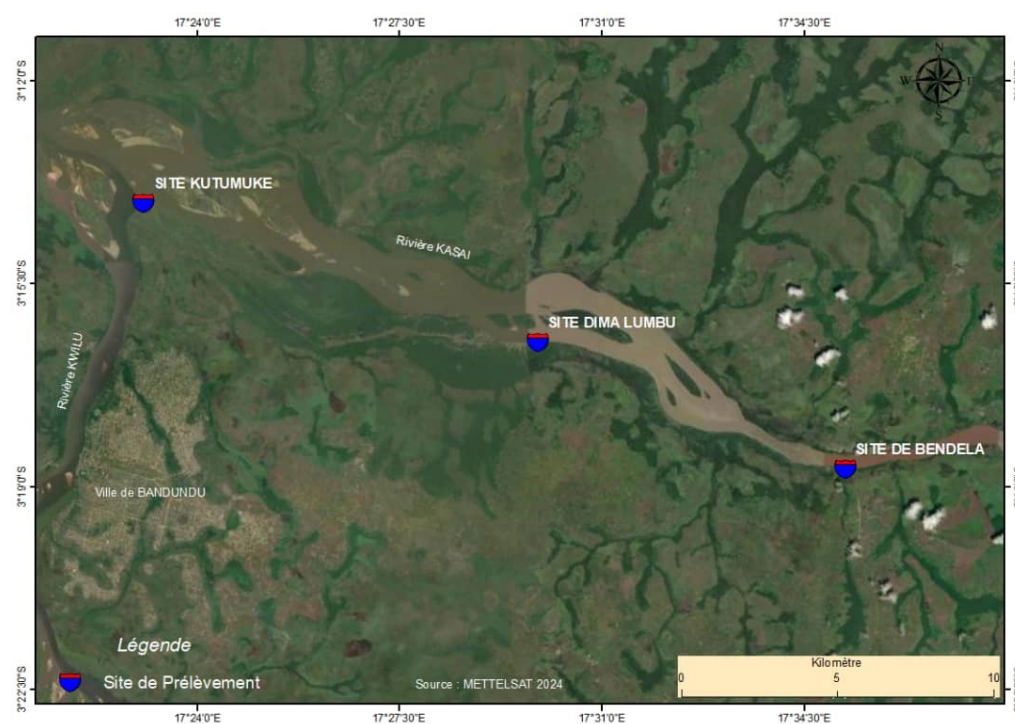 17°24'0"E 17°27'30"E 17°31'0"E 17°34'30"E
3°12'0"S
N
W E
S
SITE KUTUMUKE
Rivière KASAI
3°15'30"S
SITE DIMA LUMBU
Rivière KWILU
SITE DE BENDELA
3°19'0"S
Ville de BANDUNDU
Légende
Site de Prélèvement
Source : METTELSAT 2024
Kilomètre
0 5 10
3°22'30"S
17°24'0"E 17°27'30"E 17°31'0"E 17°34'30"E